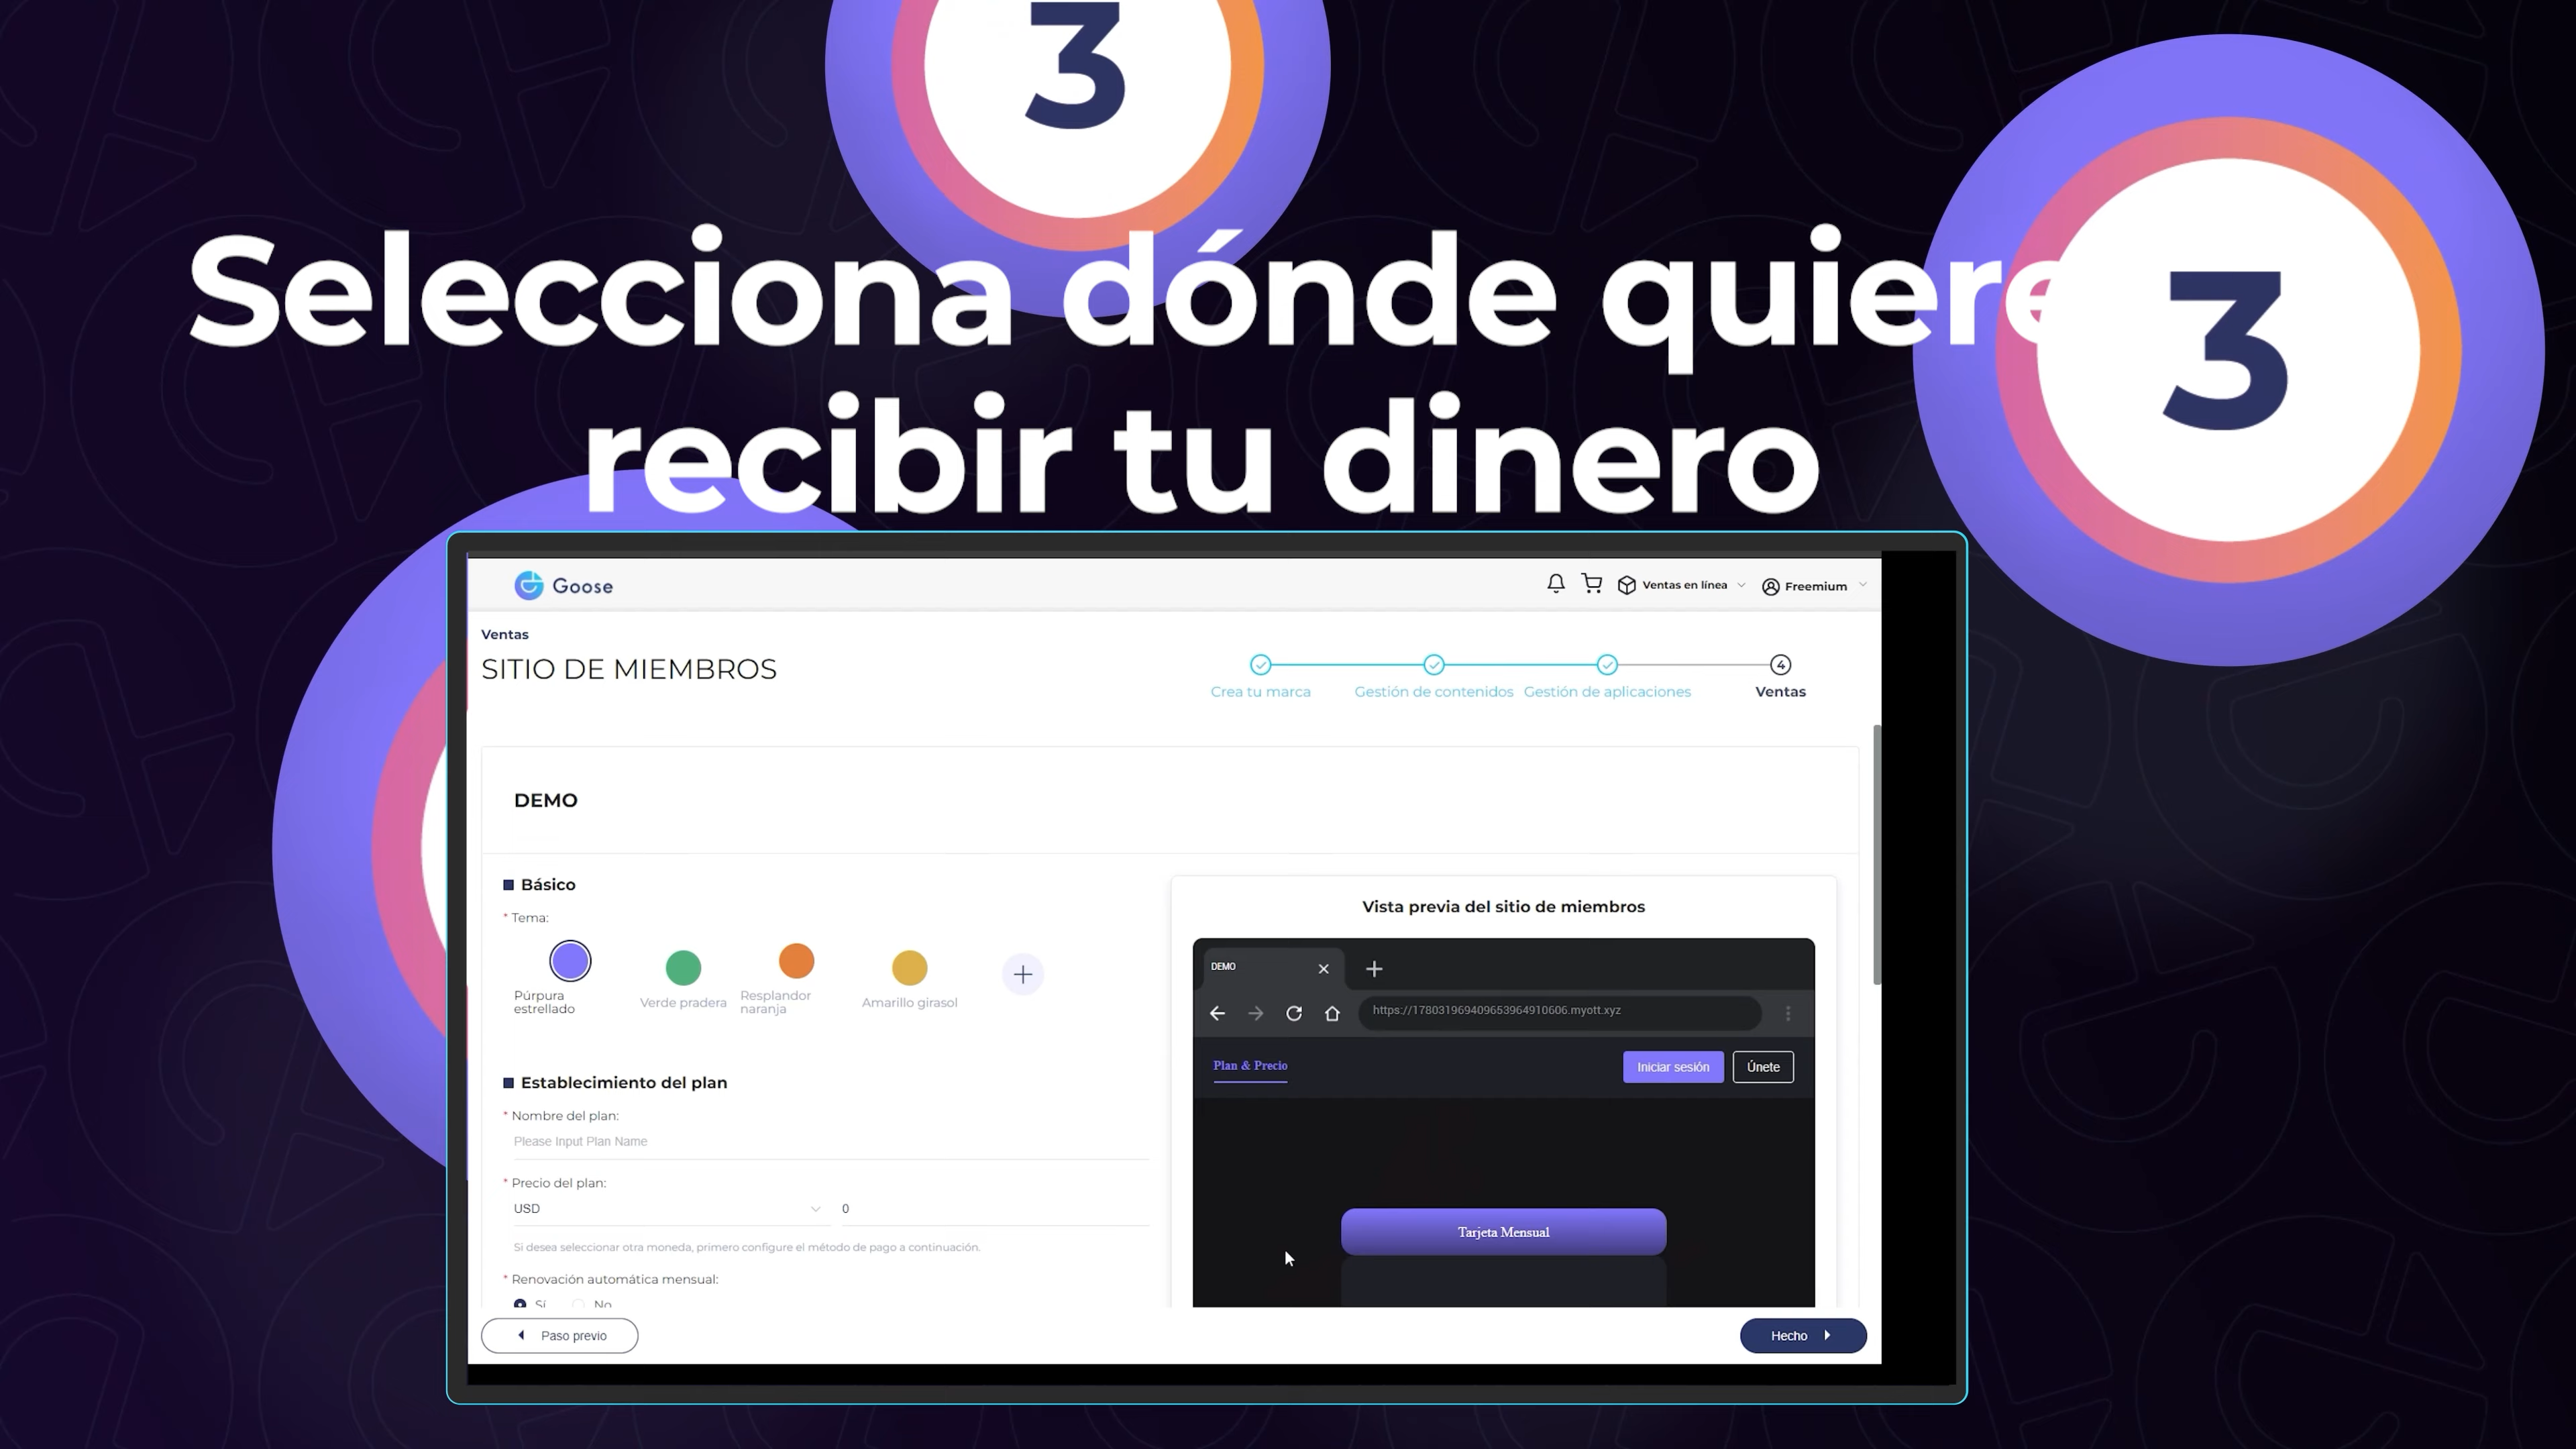 3
3
Selecciona dónde quiere
recibir tu dinero
Goose
Ventas en línea
Freemium
Ventas
SITIO DE MIEMBROS
4
Crea tu marca
Gestión de contenidos
Gestión de aplicaciones
Ventas
DEMO
Básico
* Tema:
Púrpura
estrellado
Verde pradera
Resplandor
naranja
Amarillo girasol
Establecimiento del plan
* Nombre del plan:
Please Input Plan Name
* Precio del plan:
USD
0
Si desea seleccionar otra moneda, primero configure el método de pago a continuación.
* Renovación automática mensual:
Sí
No
Vista previa del sitio de miembros
DEMO
https://1780319694096539649​10606.myott.xyz
Plan & Precio
Iniciar sesión
Únete
Tarjeta Mensual
Paso previo
Hecho